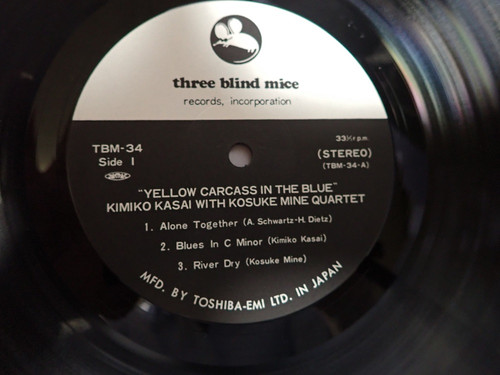 three blind mice
records, incorporation
TBM-34
Side 1
33⅓ r.p.m.
(STEREO)
(TBM-34-A)
"YELLOW CARCASS IN THE BLUE"
KIMIKO KASAI WITH KOSUKE MINE QUARTET
1. Alone Together (A. Schwartz-H. Dietz)
2. Blues In C Minor (Kimiko Kasai)
3. River Dry (Kosuke Mine)
MFD. BY TOSHIBA-EMI LTD. IN JAPAN